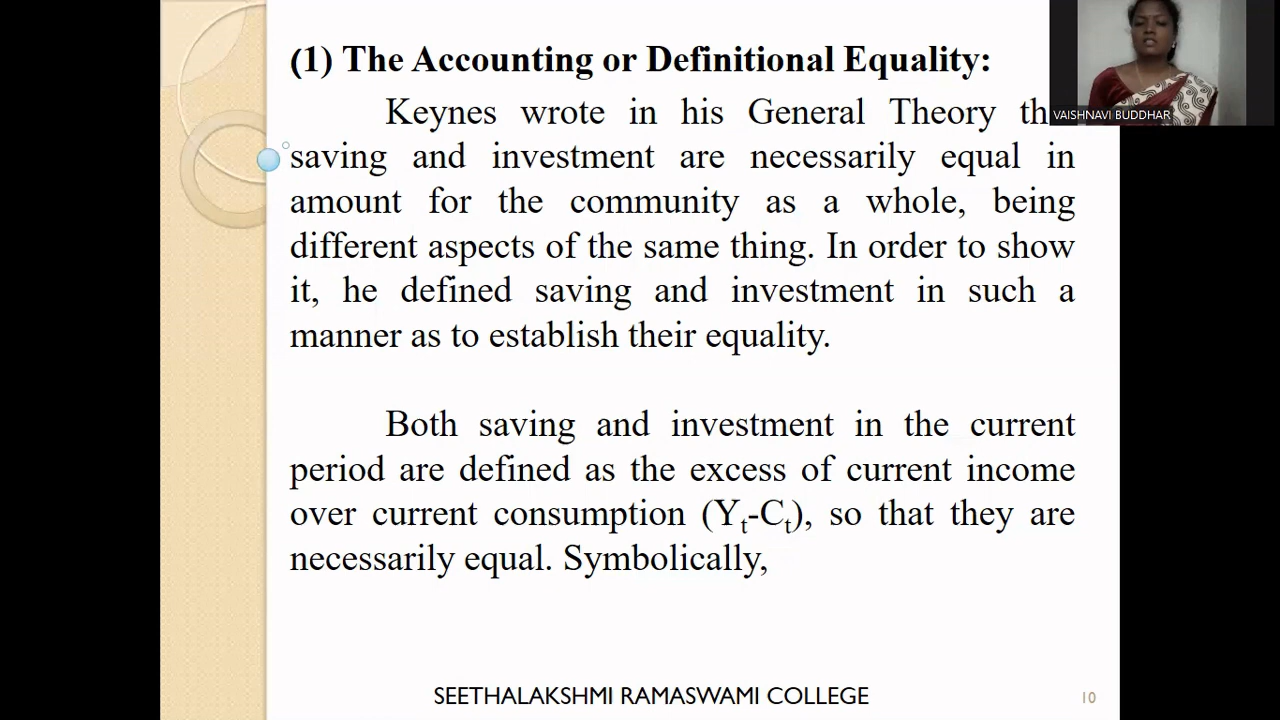 (1) The Accounting or Definitional Equality:
Keynes wrote in his General Theory
VAISHNAVI BUDDHAR
saving and investment are necessarily equal in
amount for the community as a whole, being
different aspects of the same thing. In order to show
it, he defined saving and investment in such a
manner as to establish their equality.
Both saving and investment in the current
period are defined as the excess of current income
over current consumption (Yt-Ct), so that they are
necessarily equal. Symbolically,
SEETHALAKSHMI RAMASWAMI COLLEGE
10